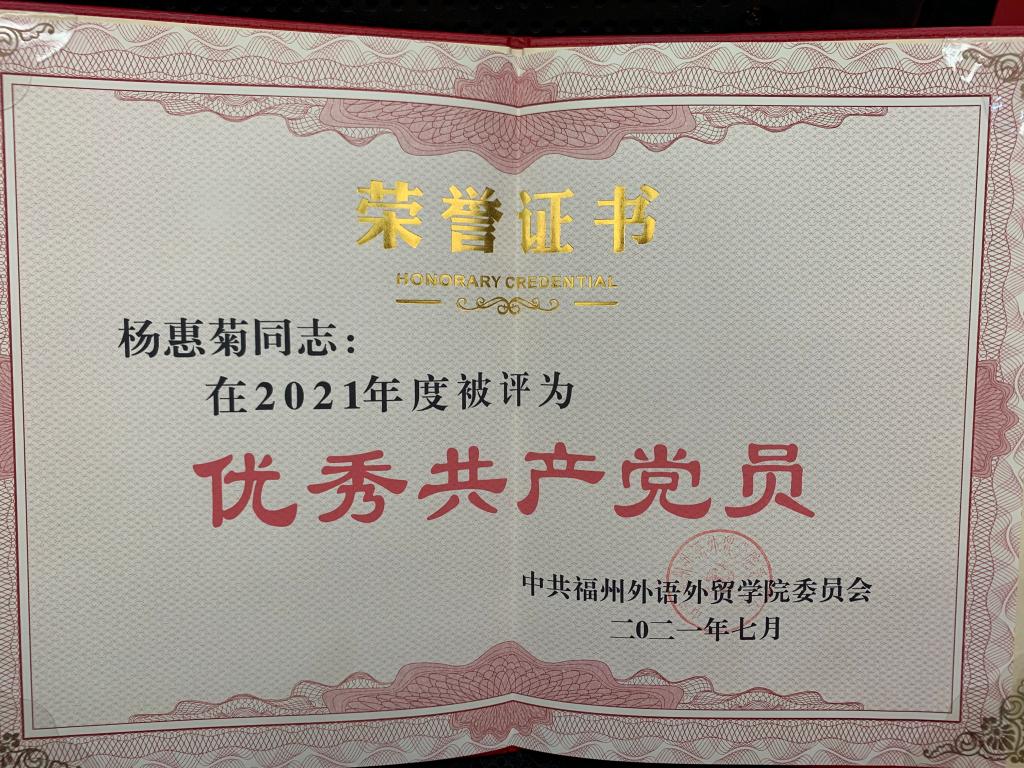 荣誉证书
HONORARY CREDENTIAL
杨惠菊同志：
在2021年度被评为
优秀共产党员
中共福州外语外贸学院委员会
二0二一年七月